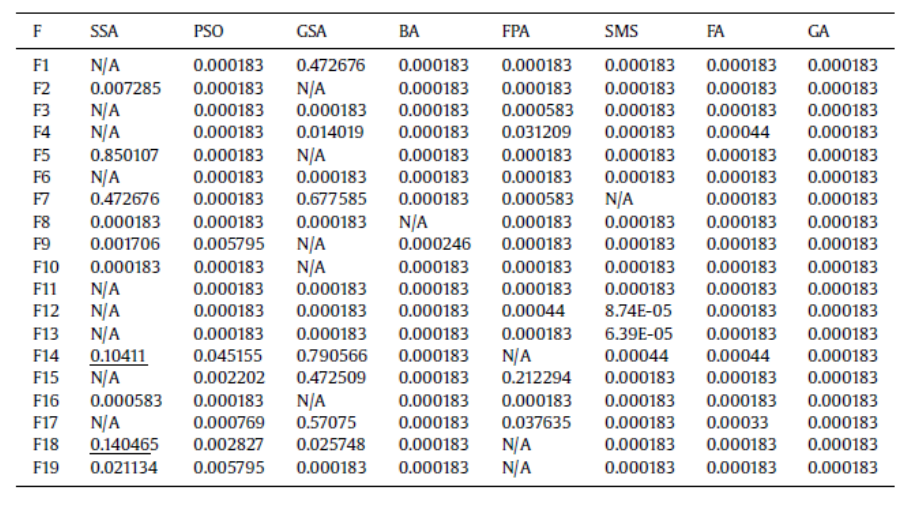 F SSA PSO GSA BA FPA SMS FA GA
F1 N/A 0.000183 0.472676 0.000183 0.000183 0.000183 0.000183 0.000183
F2 0.007285 0.000183 N/A 0.000183 0.000183 0.000183 0.000183 0.000183
F3 N/A 0.000183 0.000183 0.000183 0.000583 0.000183 0.000183 0.000183
F4 N/A 0.000183 0.014019 0.000183 0.031209 0.000183 0.00044 0.000183
F5 0.850107 0.000183 N/A 0.000183 0.000183 0.000183 0.000183 0.000183
F6 N/A 0.000183 0.000183 0.000183 0.000183 0.000183 0.000183 0.000183
F7 0.472676 0.000183 0.677585 0.000183 0.000583 N/A 0.000183 0.000183
F8 0.000183 0.000183 0.000183 N/A 0.000183 0.000183 0.000183 0.000183
F9 0.001706 0.005795 N/A 0.000246 0.000183 0.000183 0.000183 0.000183
F10 0.000183 0.000183 N/A 0.000183 0.000183 0.000183 0.000183 0.000183
F11 N/A 0.000183 0.000183 0.000183 0.000183 0.000183 0.000183 0.000183
F12 N/A 0.000183 0.000183 0.000183 0.00044 8.74E-05 0.000183 0.000183
F13 N/A 0.000183 0.000183 0.000183 0.000183 6.39E-05 0.000183 0.000183
F14 0.10411 0.045155 0.790566 0.000183 N/A 0.00044 0.00044 0.000183
F15 N/A 0.002202 0.472509 0.000183 0.212294 0.000183 0.000183 0.000183
F16 0.000583 0.000183 N/A 0.000183 0.000183 0.000183 0.000183 0.000183
F17 N/A 0.000769 0.57075 0.000183 0.037635 0.000183 0.00033 0.000183
F18 0.140465 0.002827 0.025748 0.000183 N/A 0.000183 0.000183 0.000183
F19 0.021134 0.005795 0.000183 0.000183 N/A 0.000183 0.000183 0.000183